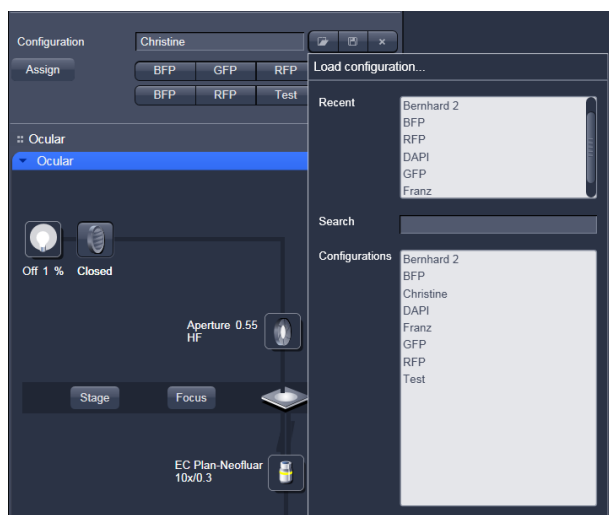 Configuration
Christine
Assign
BFP GFP RFP
BFP RFP Test
Ocular
Ocular
Off 1 % Closed
Aperture 0.55
HF
Stage Focus
EC Plan-Neofluar
10x/0.3
Load configuration...
Recent
Bernhard 2
BFP
RFP
DAPI
GFP
Franz
Search
Configurations
Bernhard 2
BFP
Christine
DAPI
Franz
GFP
RFP
Test